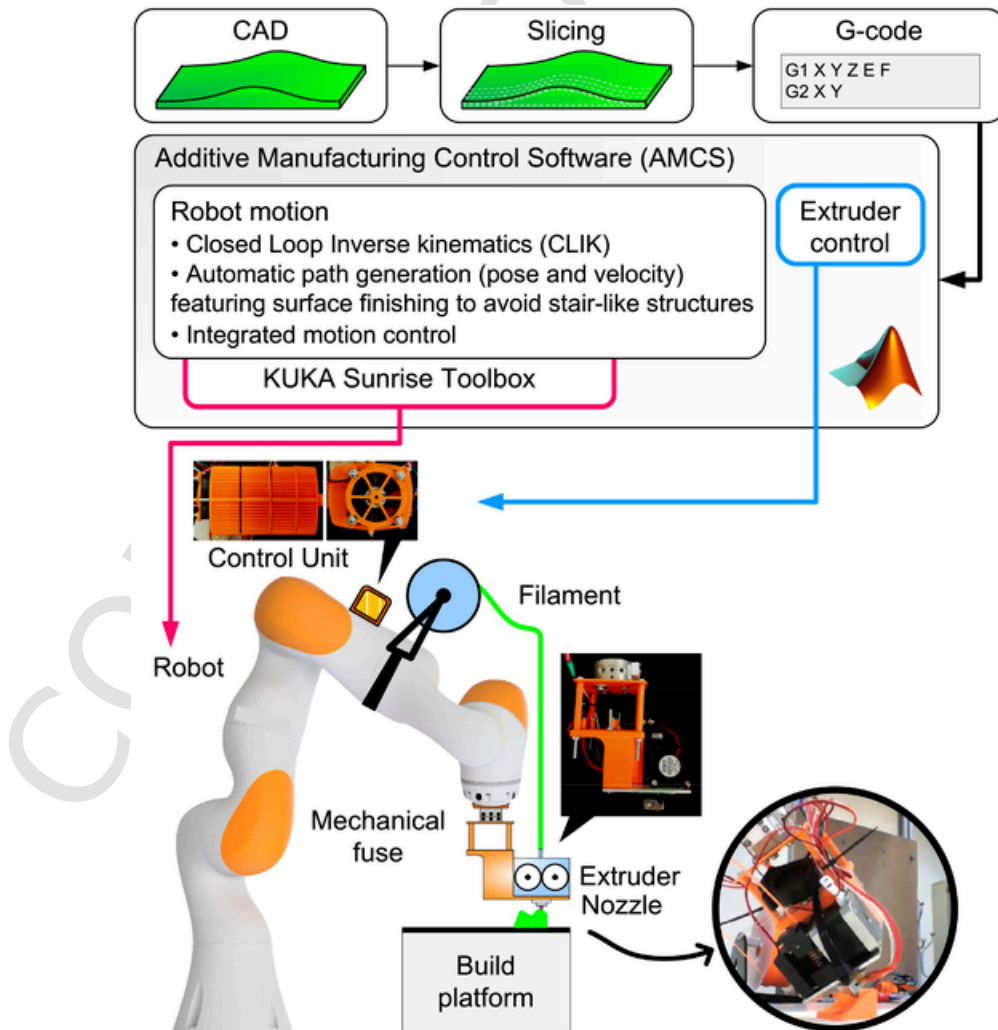 CAD
Slicing
G-code
G1 X Y Z E F
G2 X Y
Additive Manufacturing Control Software (AMCS)
Robot motion
• Closed Loop Inverse kinematics (CLIK)
• Automatic path generation (pose and velocity)
featuring surface finishing to avoid stair-like structures
• Integrated motion control
Extruder
control
KUKA Sunrise Toolbox
Control Unit
Filament
Robot
Mechanical
fuse
Extruder
Nozzle
Build
platform